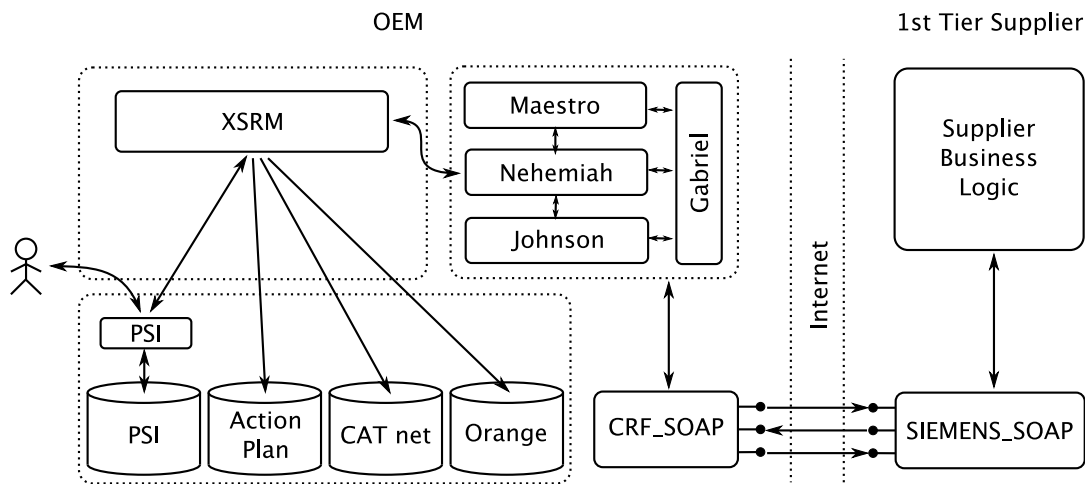 OEM
1st Tier Supplier
XSRM
Maestro
Nehemiah
Johnson
Gabriel
Supplier
Business
Logic
Internet
PSI
PSI
Action
Plan
CAT net
Orange
CRF_SOAP
SIEMENS_SOAP